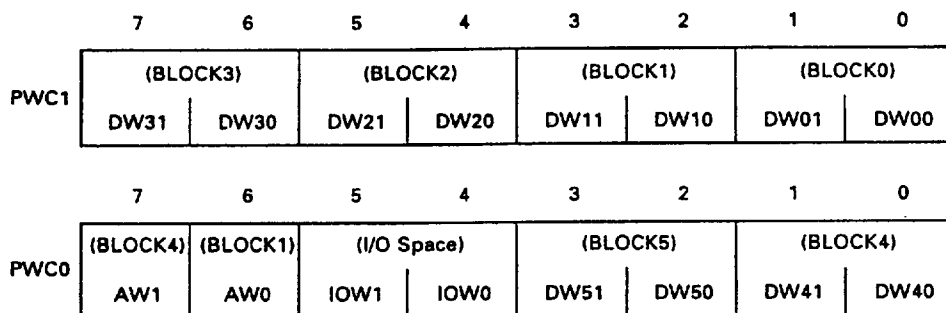 7 6 5 4 3 2 1 0
(BLOCK3) (BLOCK2) (BLOCK1) (BLOCK0)
PWC1
DW31 DW30 DW21 DW20 DW11 DW10 DW01 DW00
7 6 5 4 3 2 1 0
(BLOCK4) (BLOCK1) (I/O Space) (BLOCK5) (BLOCK4)
PWC0
AW1 AW0 IOW1 IOW0 DW51 DW50 DW41 DW40